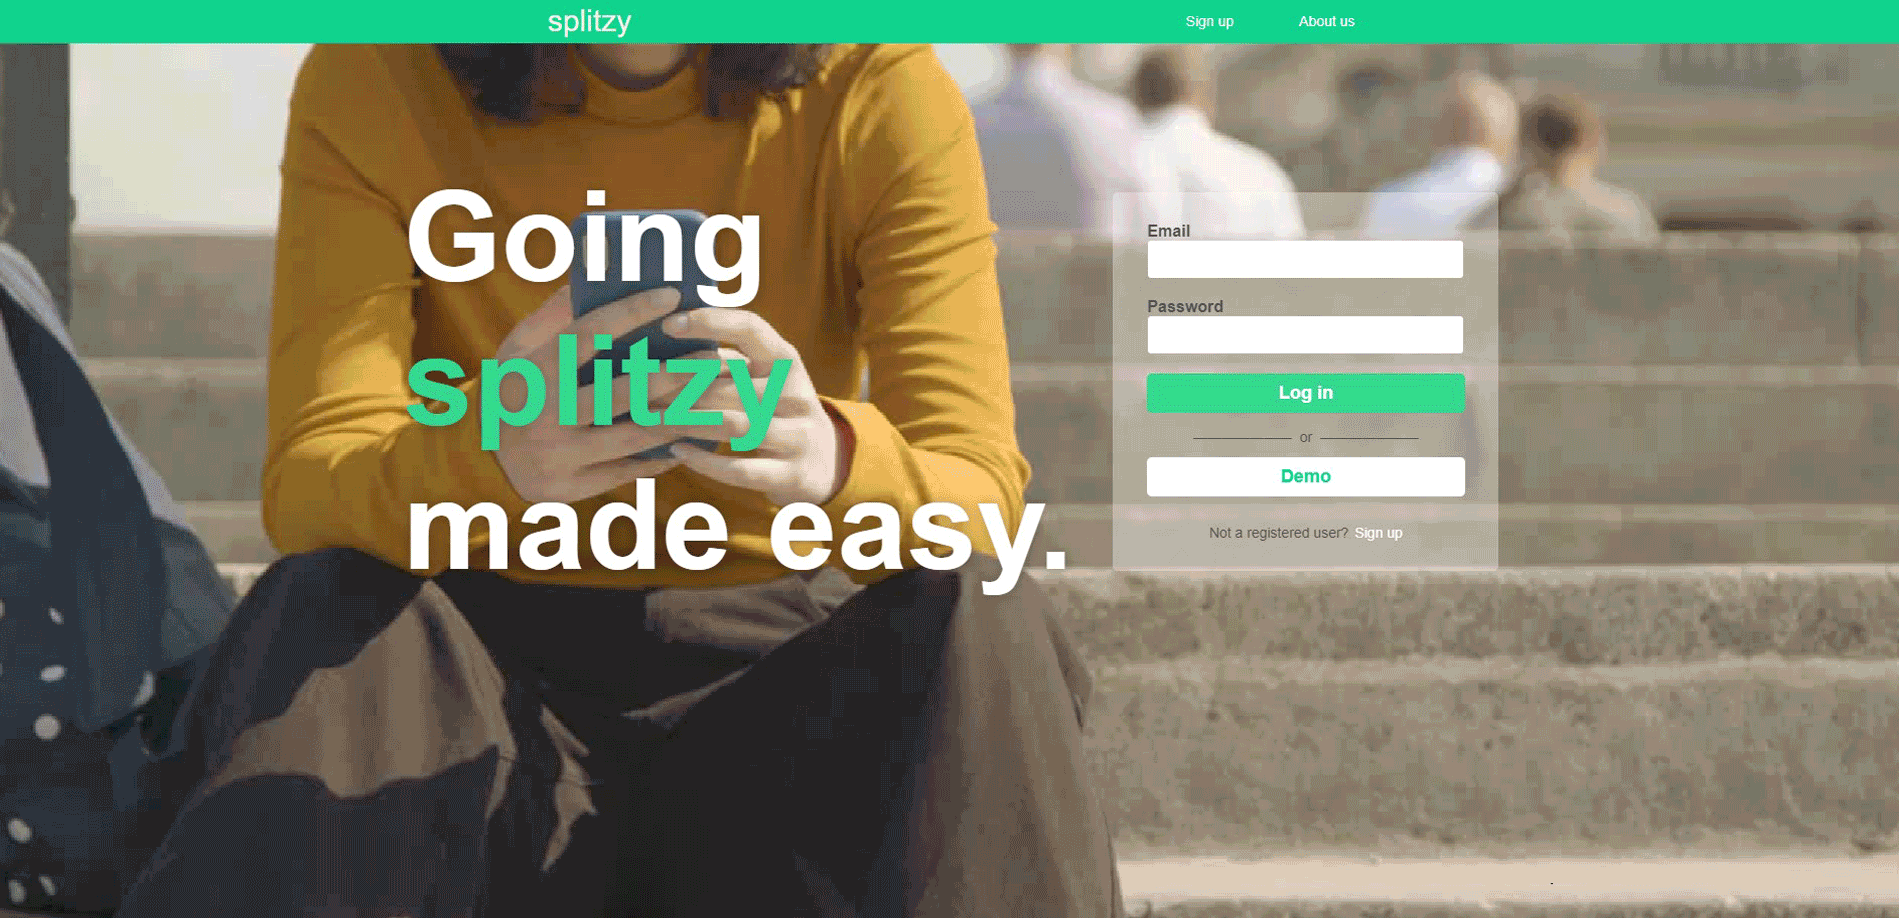 splitzy
Sign up
About us
Going
splitzy
made easy.
Email
Password
Log in
or
Demo
Not a registered user? Sign up